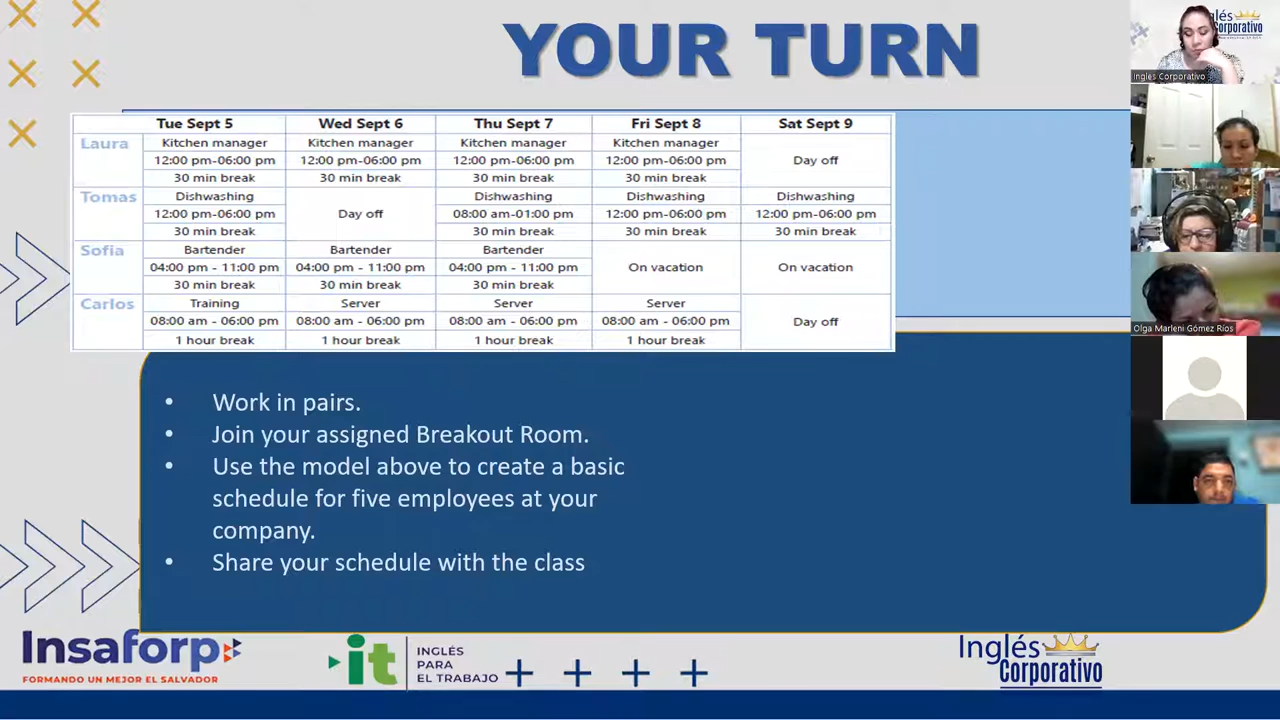 YOUR TURN
Tue Sept 5 Wed Sept 6 Thu Sept 7 Fri Sept 8 Sat Sept 9
Laura Kitchen manager Kitchen manager Kitchen manager Kitchen manager
12:00 pm-06:00 pm 12:00 pm-06:00 pm 12:00 pm-06:00 pm 12:00 pm-06:00 pm Day off
30 min break 30 min break 30 min break 30 min break
Tomas Dishwashing Dishwashing Dishwashing Dishwashing
12:00 pm-06:00 pm Day off 08:00 am-01:00 pm 12:00 pm-06:00 pm 12:00 pm-06:00 pm
30 min break 30 min break 30 min break 30 min break
Sofia Bartender Bartender Bartender
04:00 pm - 11:00 pm 04:00 pm - 11:00 pm 04:00 pm - 11:00 pm On vacation On vacation
30 min break 30 min break 30 min break
Carlos Training Server Server Server
08:00 am - 06:00 pm 08:00 am - 06:00 pm 08:00 am - 06:00 pm 08:00 am - 06:00 pm Day off
1 hour break 1 hour break 1 hour break 1 hour break
• Work in pairs.
• Join your assigned Breakout Room.
• Use the model above to create a basic
schedule for five employees at your
company.
• Share your schedule with the class
Insaforp
FORMANDO UN MEJOR EL SALVADOR
it
INGLÉS
PARA
EL TRABAJO
Inglés
Corporativo
Ingles Corporativo
Olga Marleni Gómez Ríos